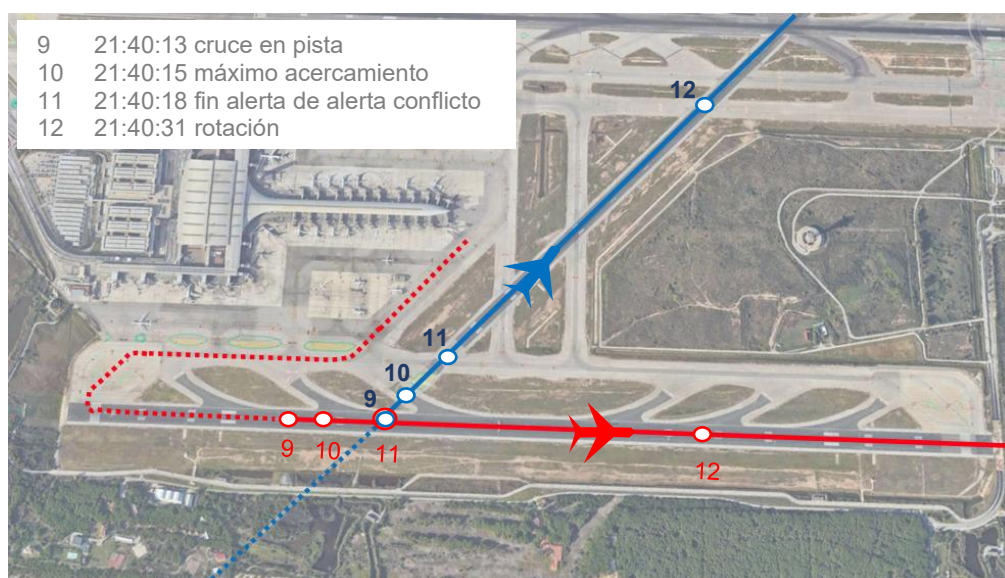 9 21:40:13 cruce en pista
10 21:40:15 máximo acercamiento
11 21:40:18 fin alerta de alerta conflicto
12 21:40:31 rotación
12
11
10
9
9
10
11
12